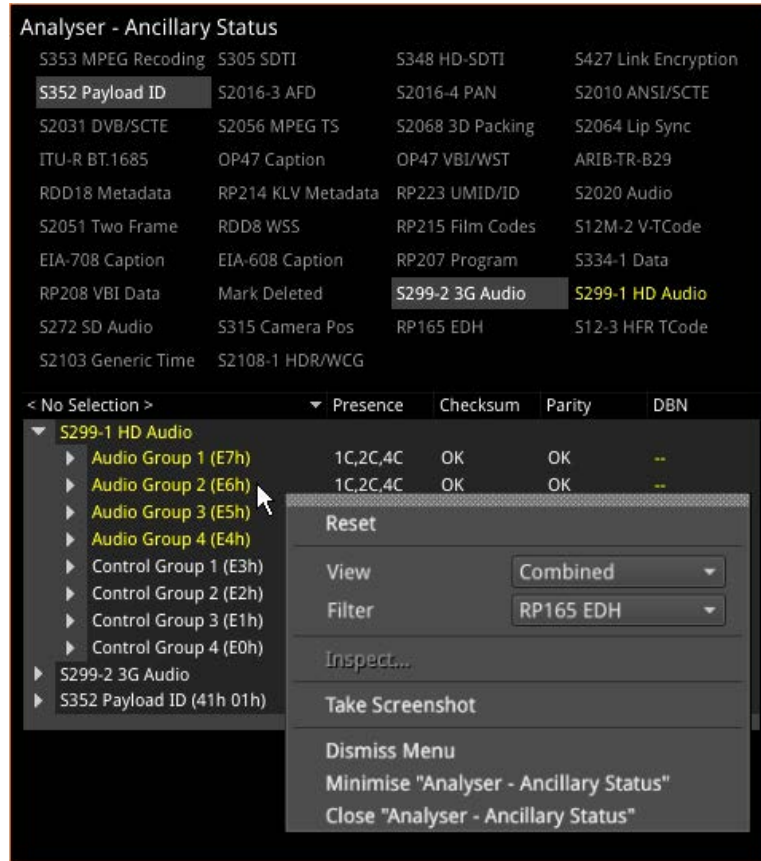 Analyser - Ancillary Status
S353 MPEG Recoding S305 SDTI S348 HD-SDTI S427 Link Encryption
S352 Payload ID S2016-3 AFD S2016-4 PAN S2010 ANSI/SCTE
S2031 DVB/SCTE S2056 MPEG TS S2068 3D Packing S2064 Lip Sync
ITU-R BT.1685 OP47 Caption OP47 VBI/WST ARIB-TR-B29
RDD18 Metadata RP214 KLV Metadata RP223 UMID/ID S2020 Audio
S2051 Two Frame RDD8 WSS RP215 Film Codes S12M-2 V-TCode
EIA-708 Caption EIA-608 Caption RP207 Program S334-1 Data
RP208 VBI Data Mark Deleted S299-2 3G Audio S299-1 HD Audio
S272 SD Audio S315 Camera Pos RP165 EDH S12-3 HFR TCode
S2103 Generic Time S2108-1 HDR/WCG
< No Selection > Presence Checksum Parity DBN
S299-1 HD Audio
Audio Group 1 (E7h) 1C,2C,4C OK OK --
Audio Group 2 (E6h) 1C,2C,4C OK OK --
Audio Group 3 (E5h)
Audio Group 4 (E4h)
Control Group 1 (E3h)
Control Group 2 (E2h)
Control Group 3 (E1h)
Control Group 4 (E0h)
S299-2 3G Audio
S352 Payload ID (41h 01h)
Reset
View Combined
Filter RP165 EDH
Inspect...
Take Screenshot
Dismiss Menu
Minimise "Analyser - Ancillary Status"
Close "Analyser - Ancillary Status"